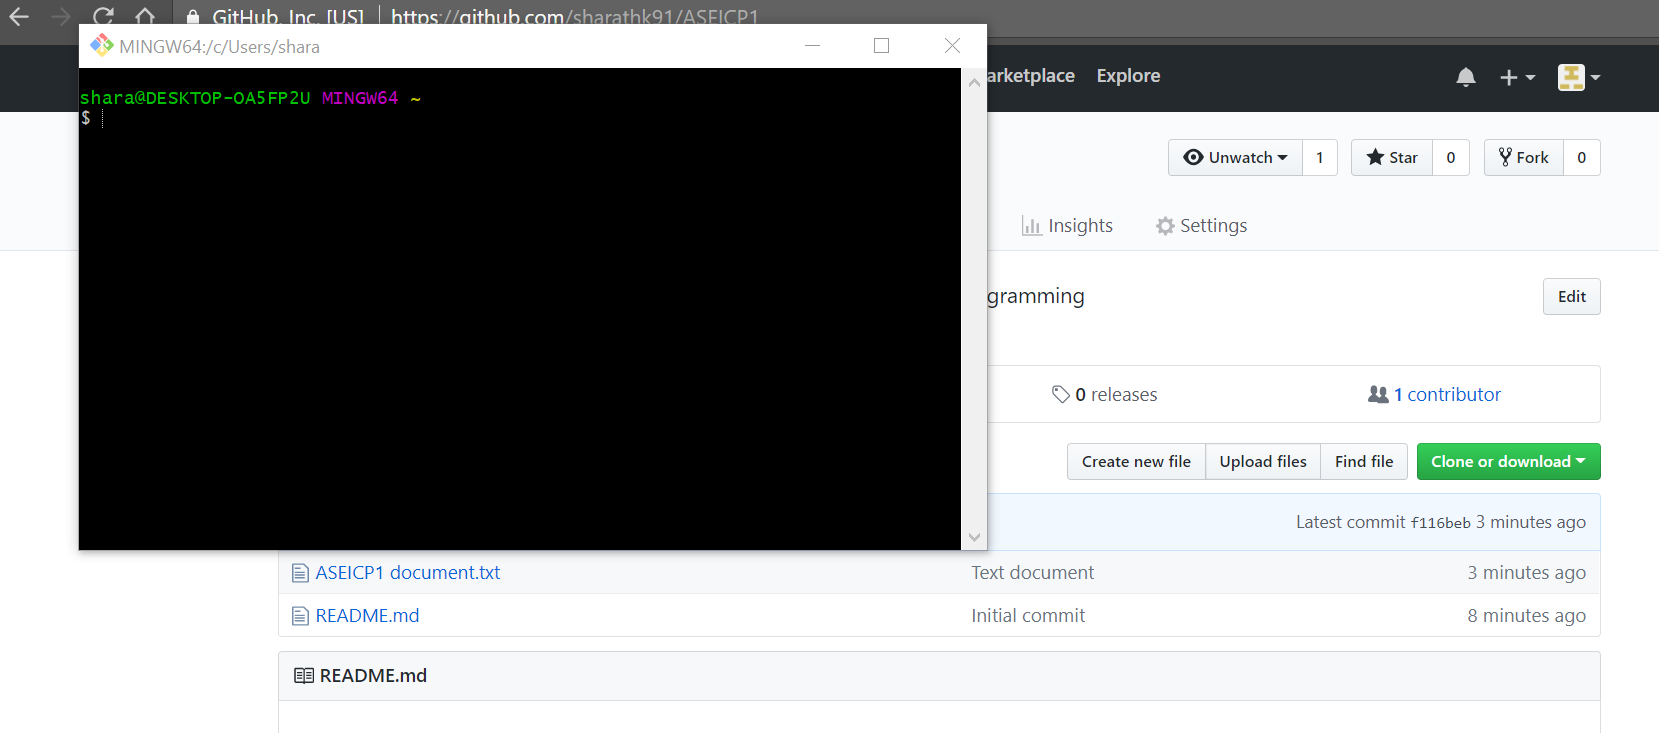 GitHub, Inc. [US] https://github.com/sharathk91/ASEICP1
MINGW64:/c/Users/shara
shara@DESKTOP-OA5FP2U MINGW64 ~
$
arketplace Explore
Unwatch 1 Star 0 Fork 0
Insights Settings
gramming Edit
0 releases 1 contributor
Create new file Upload files Find file Clone or download
Latest commit f116beb 3 minutes ago
ASEICP1 document.txt Text document 3 minutes ago
README.md Initial commit 8 minutes ago
README.md